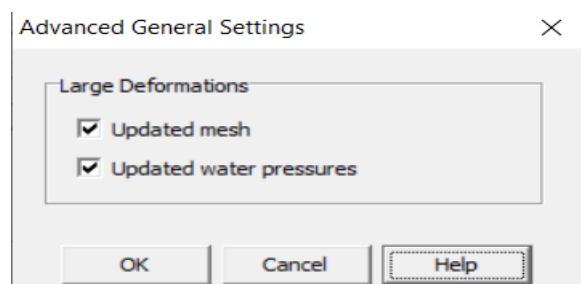 Advanced General Settings
Large Deformations
Updated mesh
Updated water pressures
OK Cancel Help